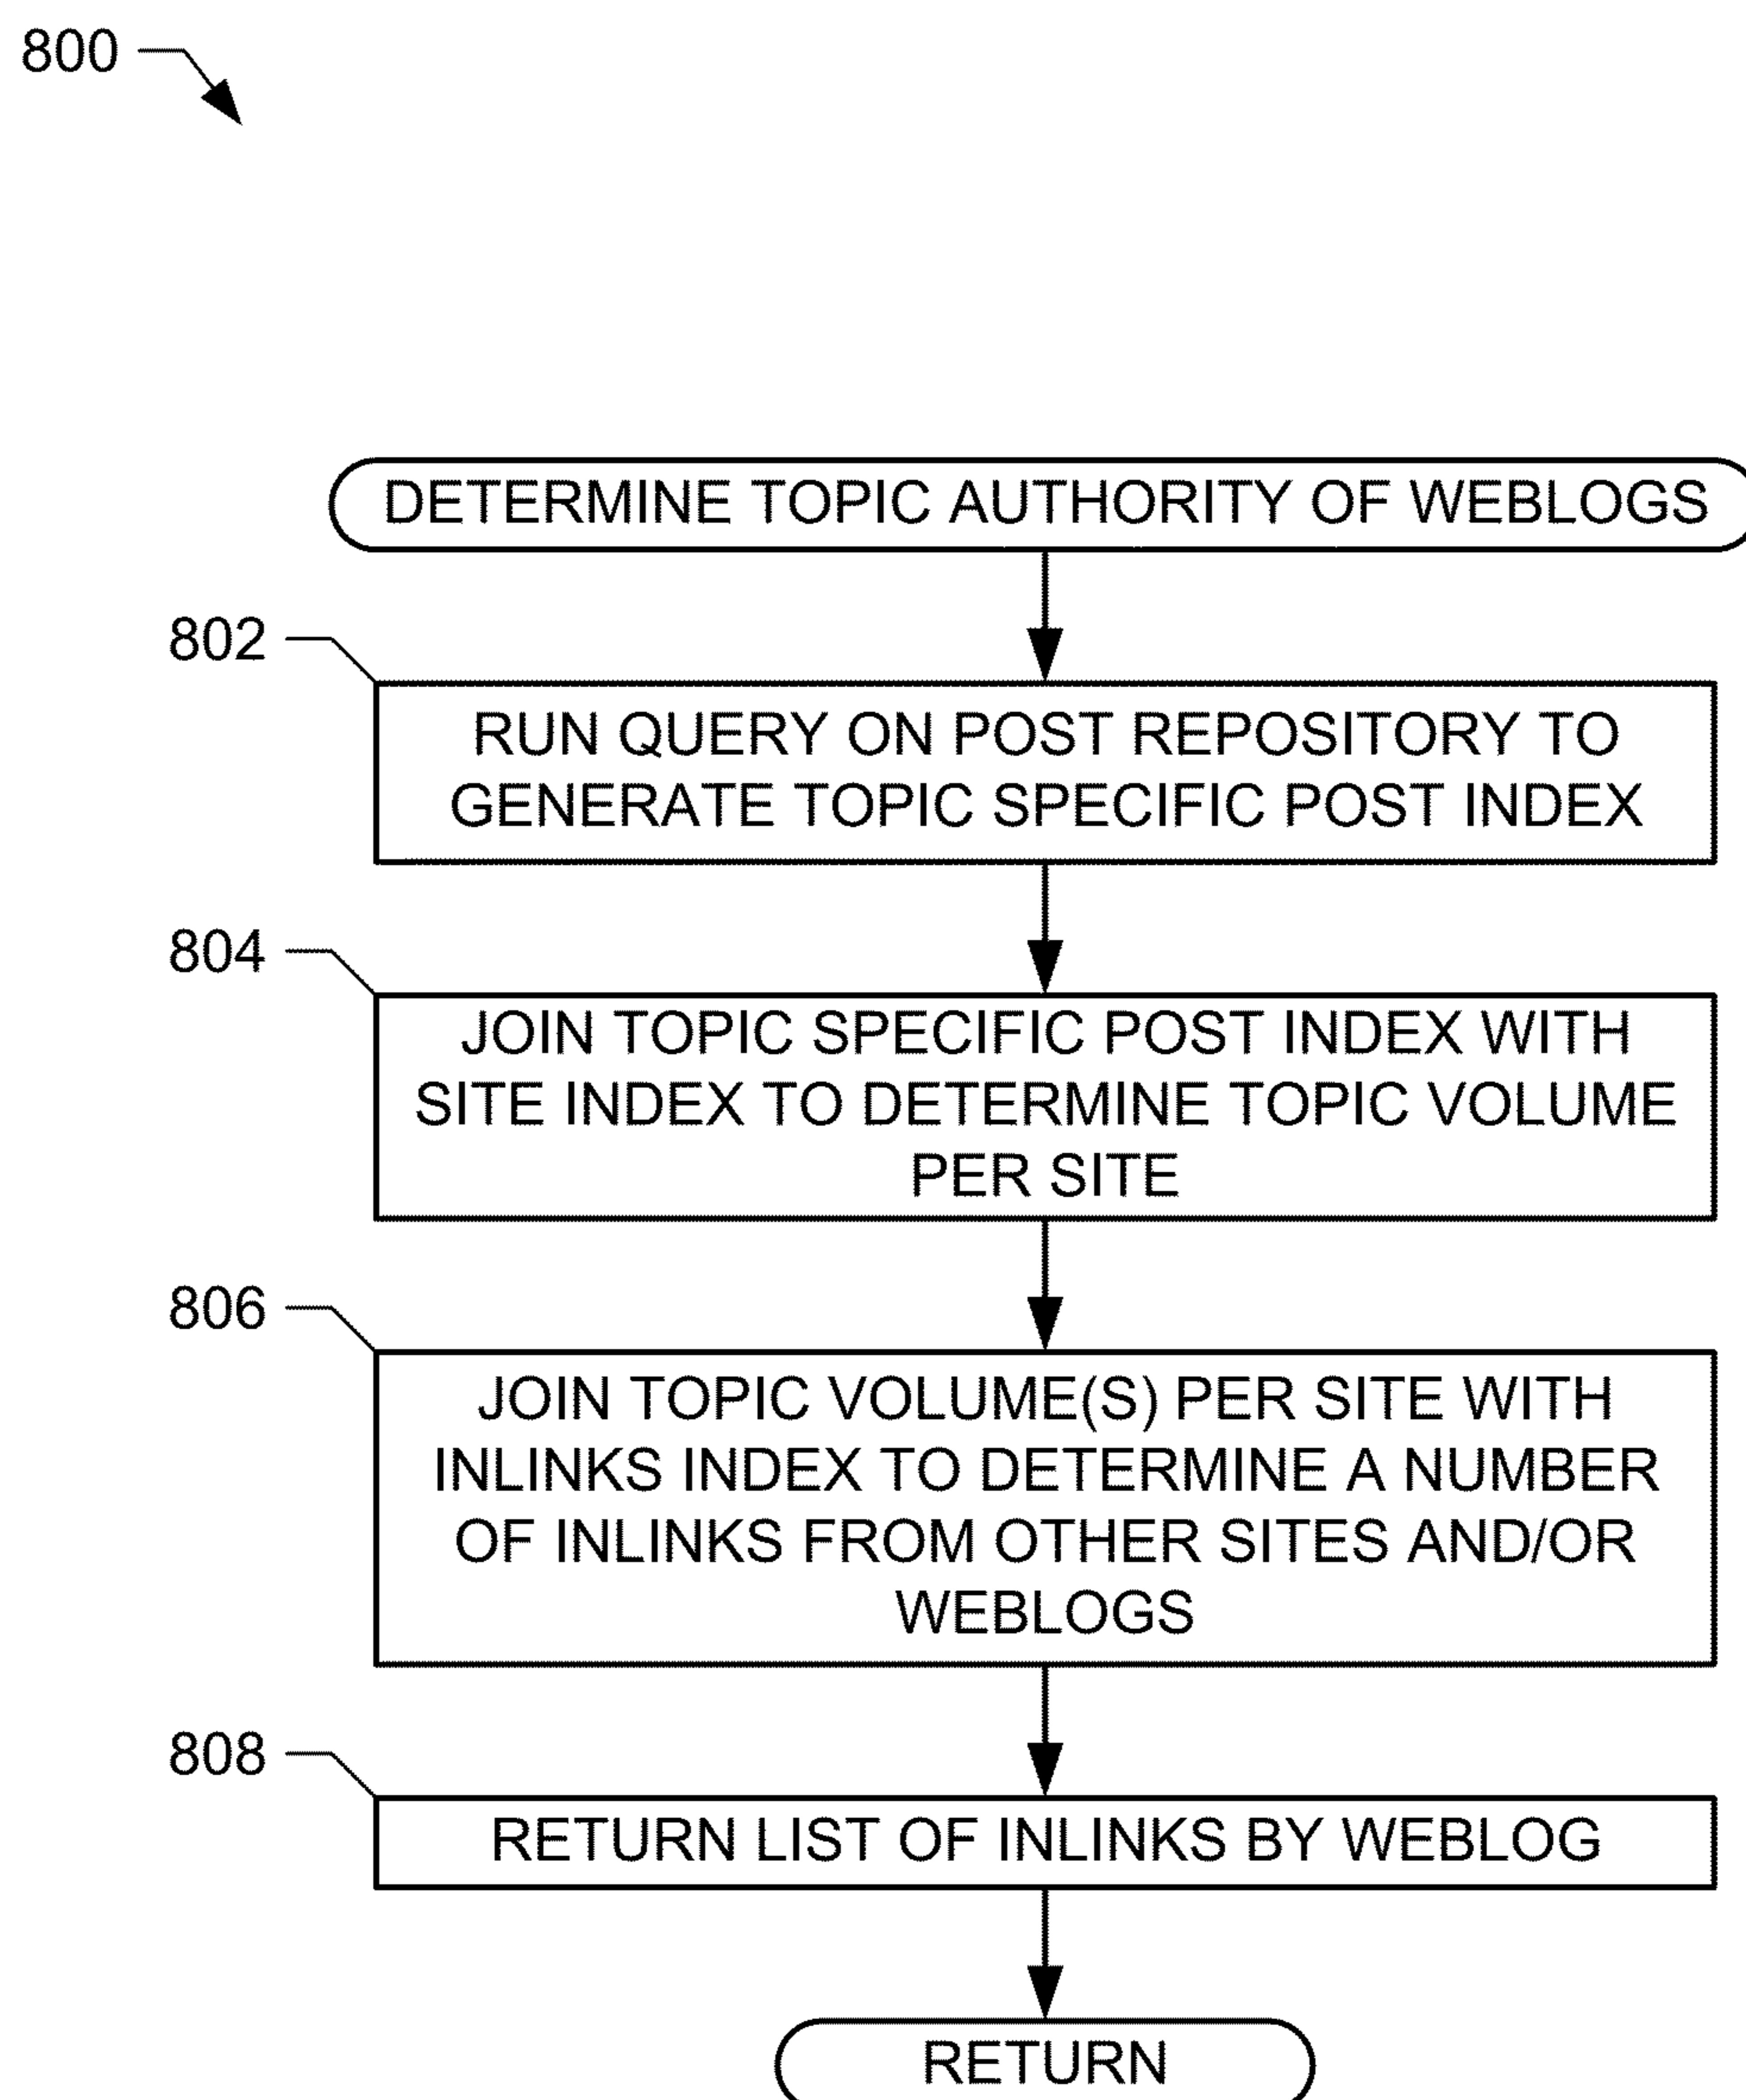 800
DETERMINE TOPIC AUTHORITY OF WEBLOGS
802
RUN QUERY ON POST REPOSITORY TO
GENERATE TOPIC SPECIFIC POST INDEX
804
JOIN TOPIC SPECIFIC POST INDEX WITH
SITE INDEX TO DETERMINE TOPIC VOLUME
PER SITE
806
JOIN TOPIC VOLUME(S) PER SITE WITH
INLINKS INDEX TO DETERMINE A NUMBER
OF INLINKS FROM OTHER SITES AND/OR
WEBLOGS
808
RETURN LIST OF INLINKS BY WEBLOG
RETURN